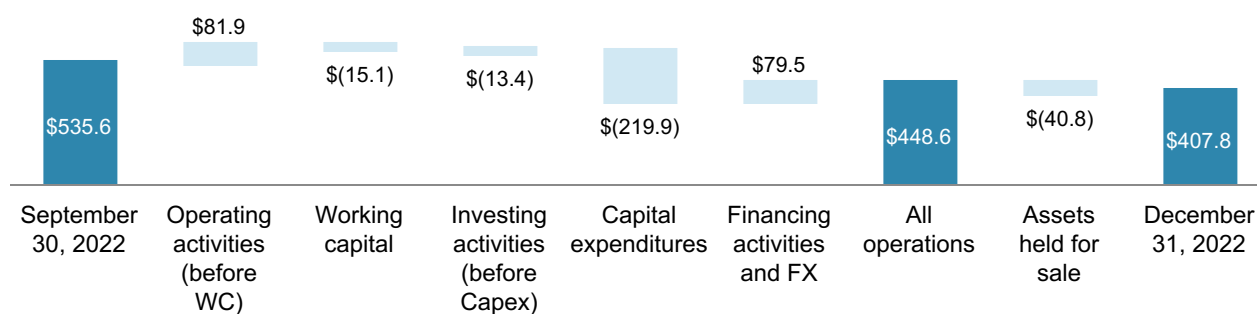 $81.9
$(15.1)
$(13.4)
$(219.9)
$79.5
$(40.8)
$535.6
$448.6
$407.8
September
30, 2022
Operating
activities
(before
WC)
Working
capital
Investing
activities
(before
Capex)
Capital
expenditures
Financing
activities
and FX
All
operations
Assets
held for
sale
December
31, 2022